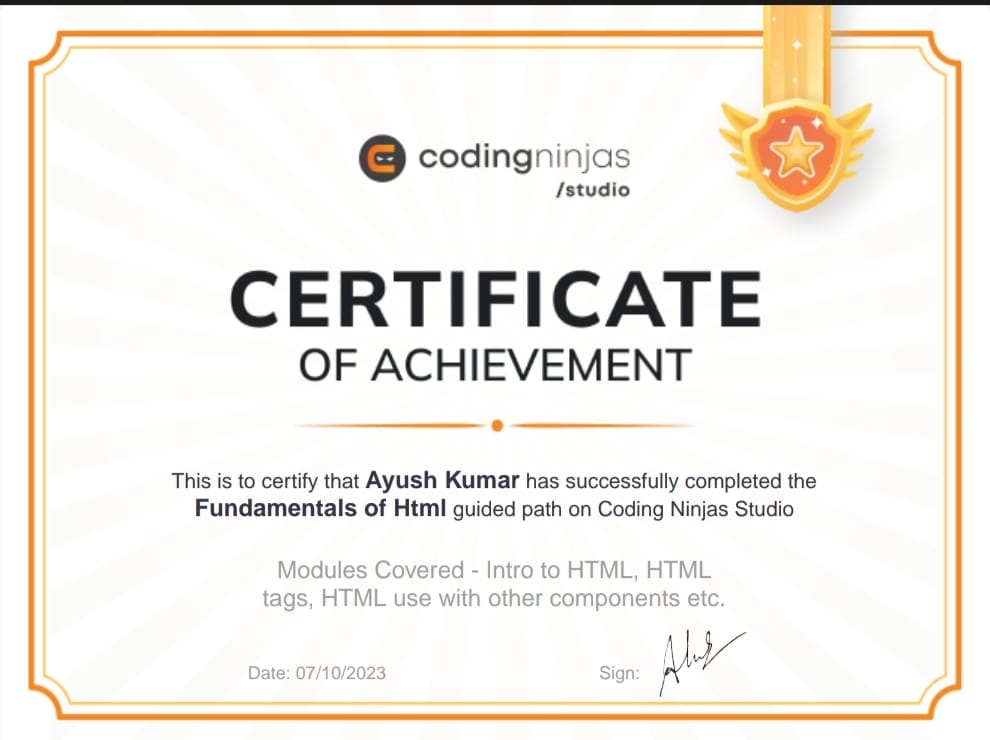 codingninjas
/studio
CERTIFICATE
OF ACHIEVEMENT
This is to certify that Ayush Kumar has successfully completed the
Fundamentals of Html guided path on Coding Ninjas Studio
Modules Covered - Intro to HTML, HTML
tags, HTML use with other components etc.
Date: 07/10/2023
Sign: